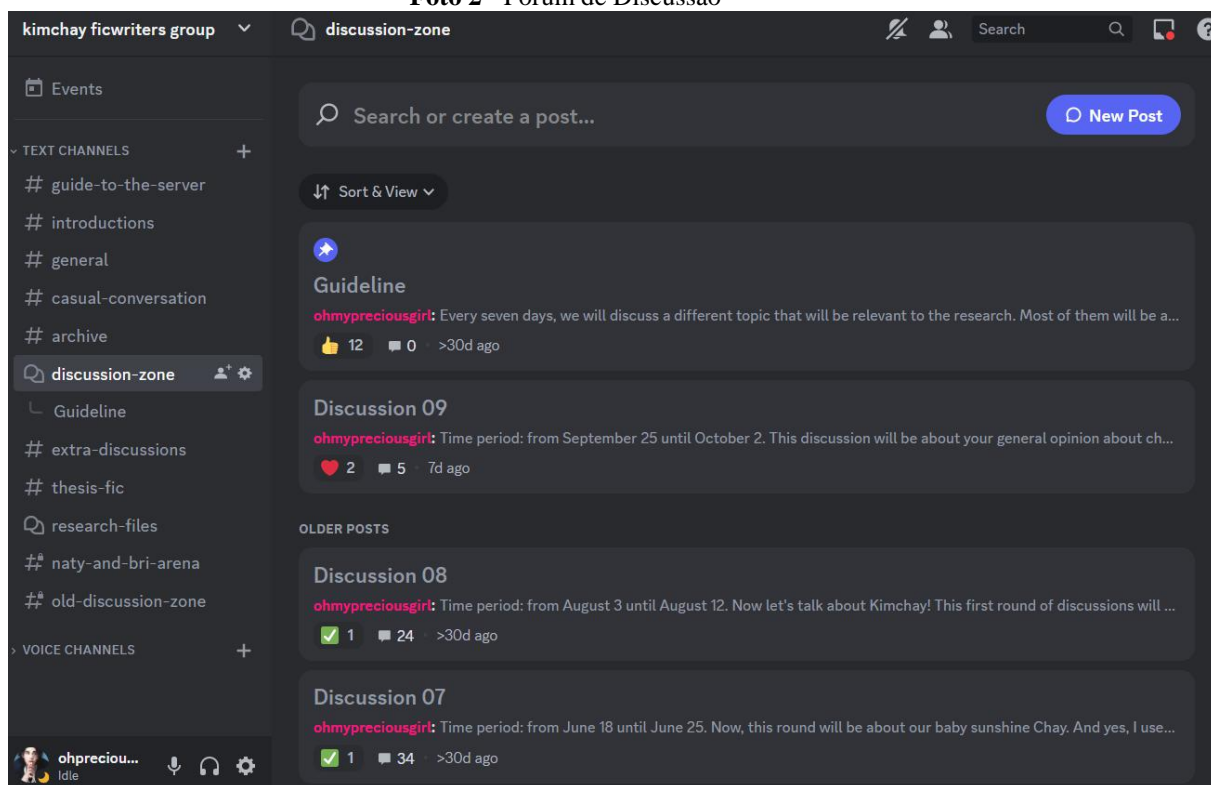 Foto 2 - Fórum de Discussão
kimchay ficwriters group
discussion-zone
Search
Events
Search or create a post...
New Post
TEXT CHANNELS
# guide-to-the-server
Sort & View
# introductions
# general
# casual-conversation
# archive
discussion-zone
Guideline
# extra-discussions
# thesis-fic
research-files
# naty-and-bri-arena
# old-discussion-zone
VOICE CHANNELS
ohpreciou...
Idle
Guideline
ohmypreciousgirl: Every seven days, we will discuss a different topic that will be relevant to the research. Most of them will be a...
12 0 >30d ago
Discussion 09
ohmypreciousgirl: Time period: from September 25 until October 2. This discussion will be about your general opinion about ch...
2 5 7d ago
OLDER POSTS
Discussion 08
ohmypreciousgirl: Time period: from August 3 until August 12. Now let's talk about Kimchay! This first round of discussions will ...
1 24 >30d ago
Discussion 07
ohmypreciousgirl: Time period: from June 18 until June 25. Now, this round will be about our baby sunshine Chay. And yes, I use...
1 34 >30d ago